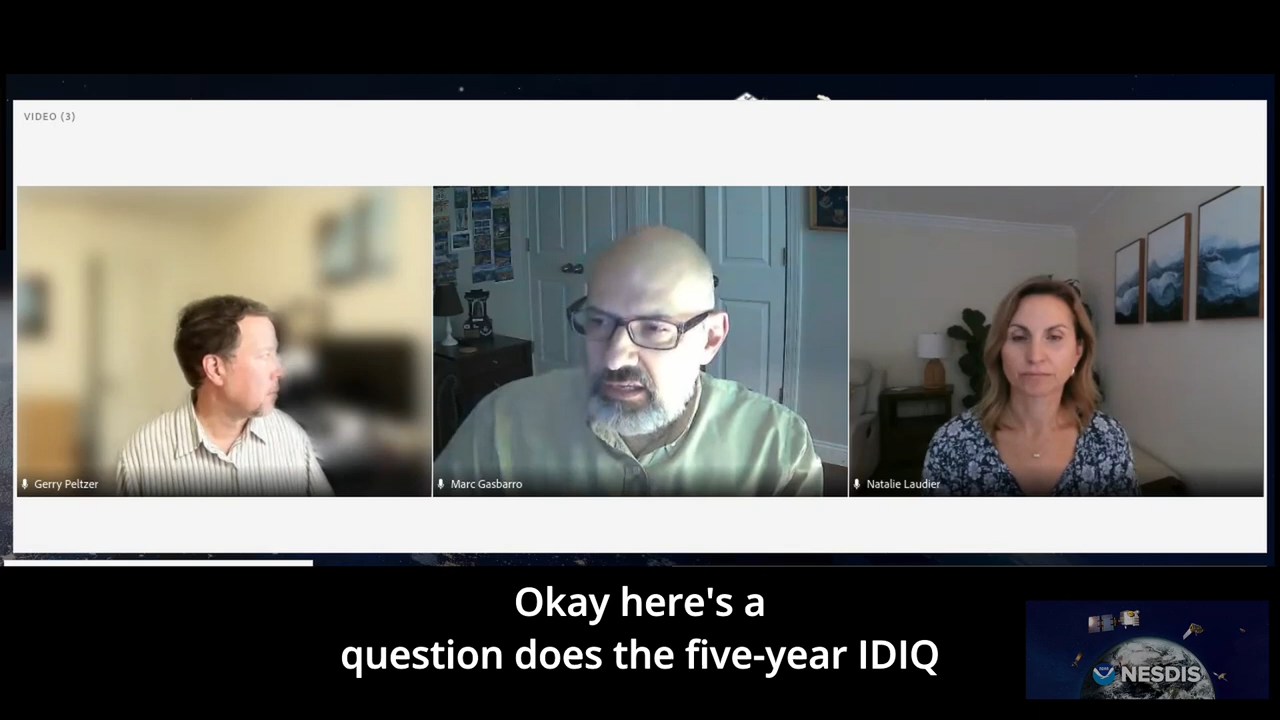 VIDEO (3)
Gerry Peltzer
Marc Gasbarro
Natalie Laudier
Okay here's a
question does the five-year IDIQ
NESDIS